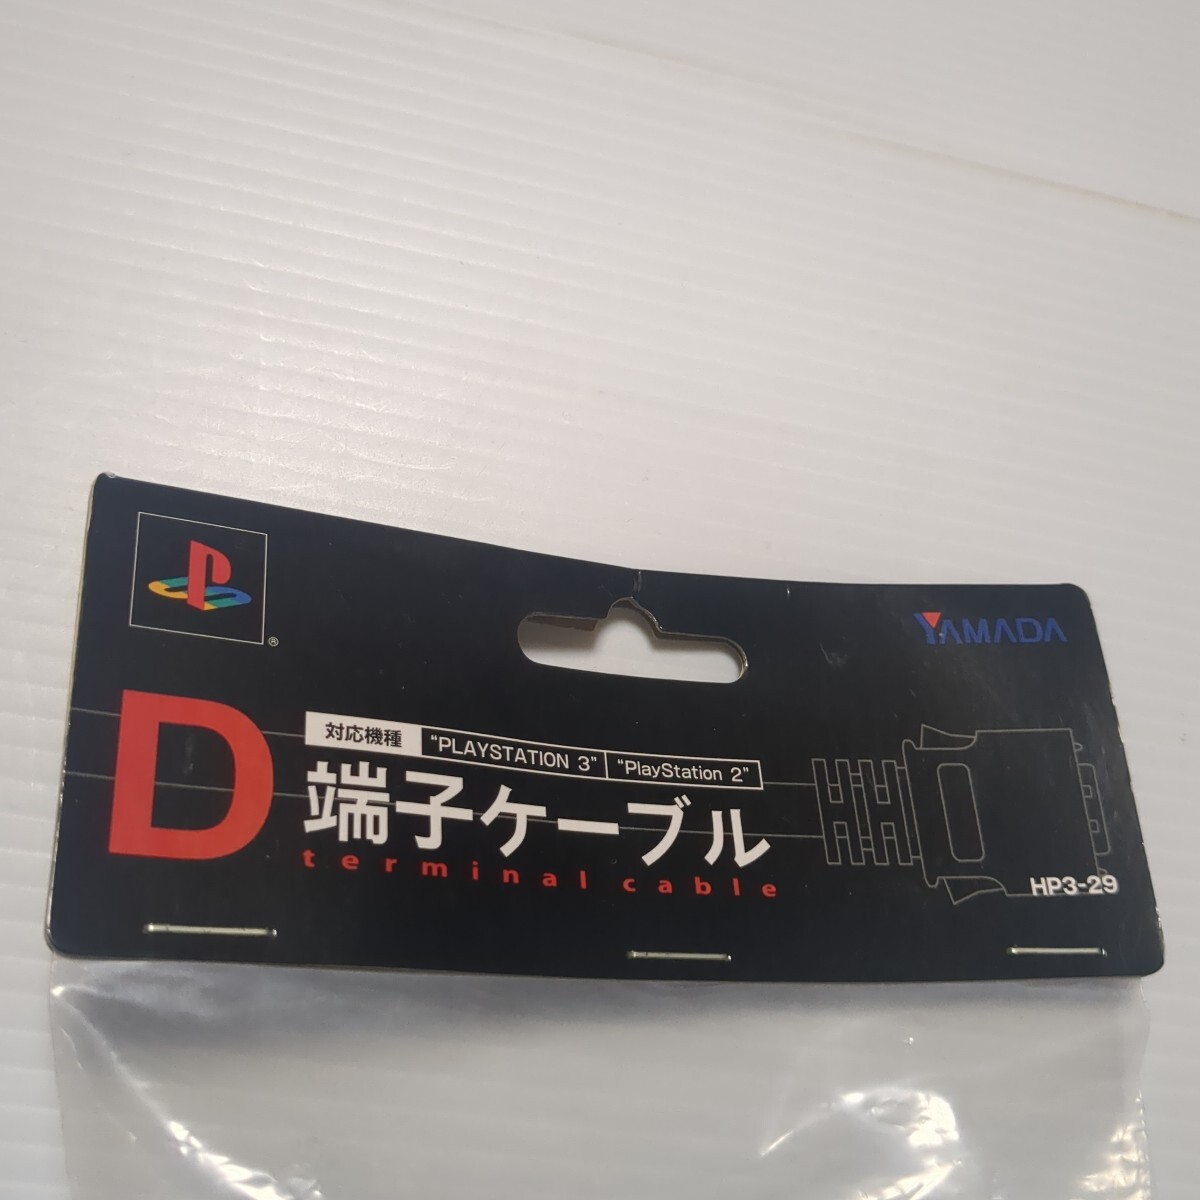 YAMADA
対応機種 "PLAYSTATION 3" "PlayStation 2"
D端子ケーブル
terminal cable
HP3-29
®